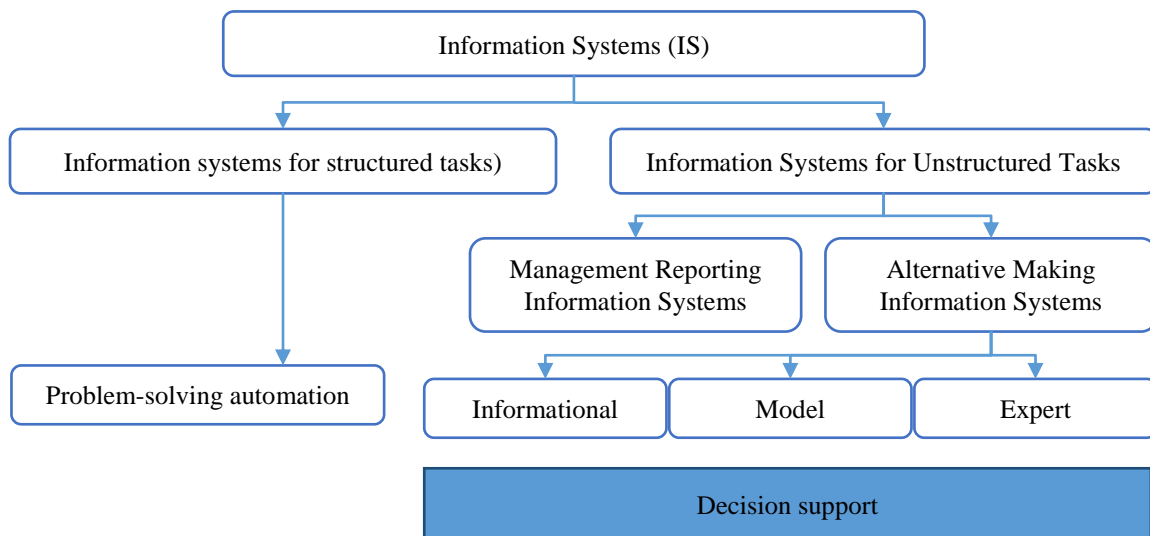 Information Systems (IS)
Information systems for structured tasks)
Information Systems for Unstructured Tasks
Management Reporting
Information Systems
Alternative Making
Information Systems
Problem-solving automation
Informational
Model
Expert
Decision support